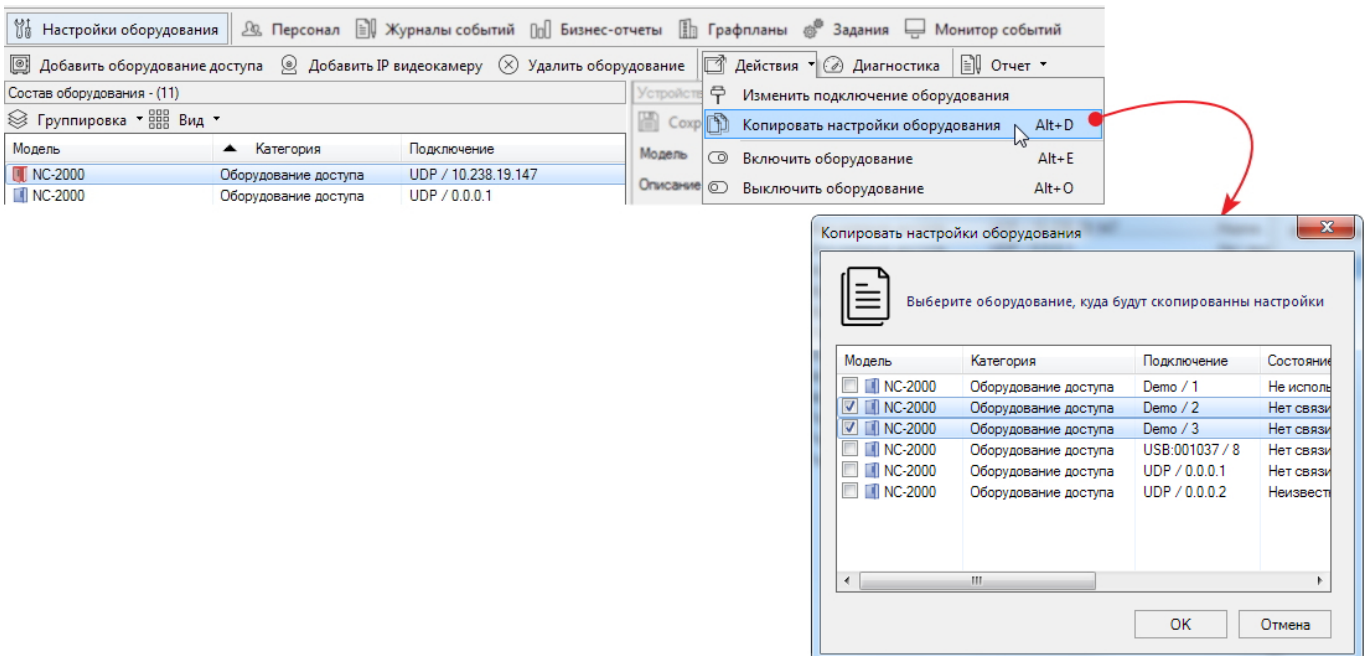 Настройки оборудования Персонал Журналы событий Бизнес-отчеты Графпланы Задания Монитор событий
Добавить оборудование доступа Добавить IP видеокамеру Удалить оборудование Действия Диагностика Отчет
Состав оборудования - (11)
Группировка Вид
Модель Категория Подключение
NC-2000 Оборудование доступа UDP / 10.238.19.147
NC-2000 Оборудование доступа UDP / 0.0.0.1
Устройств
Сохр
Модель
Описание
Изменить подключение оборудования
Копировать настройки оборудования Alt+D
Включить оборудование Alt+E
Выключить оборудование Alt+O
Копировать настройки оборудования
Выберите оборудование, куда будут скопированны настройки
Модель Категория Подключение Состояние
NC-2000 Оборудование доступа Demo / 1 Не исполь
NC-2000 Оборудование доступа Demo / 2 Нет связи
NC-2000 Оборудование доступа Demo / 3 Нет связи
NC-2000 Оборудование доступа USB:001037 / 8 Нет связи
NC-2000 Оборудование доступа UDP / 0.0.0.1 Нет связи
NC-2000 Оборудование доступа UDP / 0.0.0.2 Неизвестн
OK Отмена